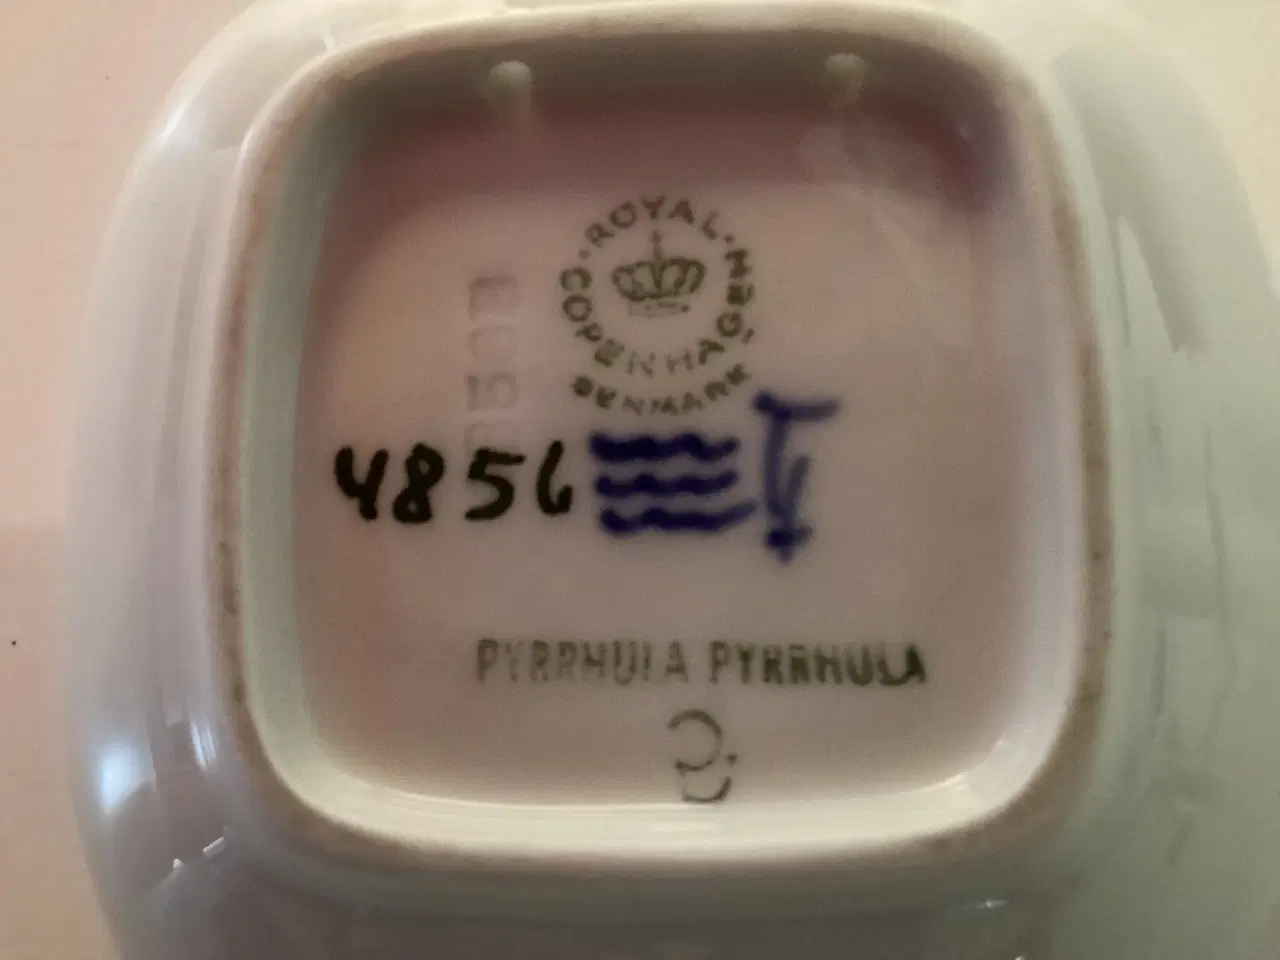 ROYAL
COPENHAGEN
DENMARK
4856
PYRRHULA PYRRHULA